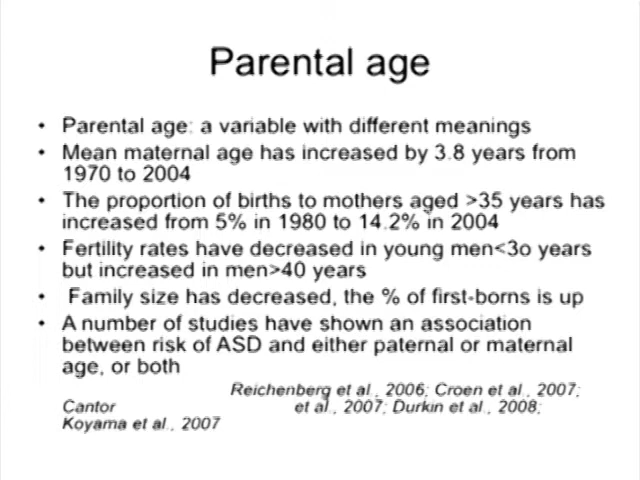 Parental age
• Parental age: a variable with different meanings
• Mean maternal age has increased by 3.8 years from
1970 to 2004
• The proportion of births to mothers aged >35 years has
increased from 5% in 1980 to 14.2% in 2004
• Fertility rates have decreased in young men<3o years
but increased in men>40 years
• Family size has decreased, the % of first-borns is up
• A number of studies have shown an association
between risk of ASD and either paternal or maternal
age, or both
Reichenberg et al., 2006; Croen et al., 2007;
Cantor et al., 2007; Durkin et al., 2008;
Koyama et al., 2007